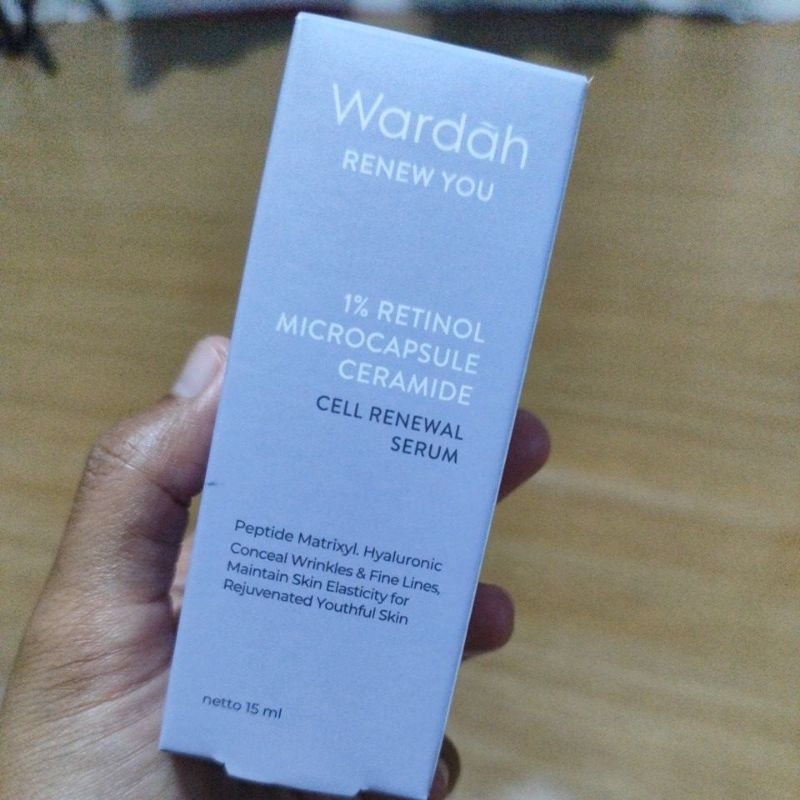 Wardah
RENEW YOU
1% RETINOL
MICROCAPSULE
CERAMIDE
CELL RENEWAL
SERUM
Peptide Matrixyl. Hyaluronic
Conceal Wrinkles & Fine Lines,
Maintain Skin Elasticity for
Rejuvenated Youthful Skin
netto 15 ml